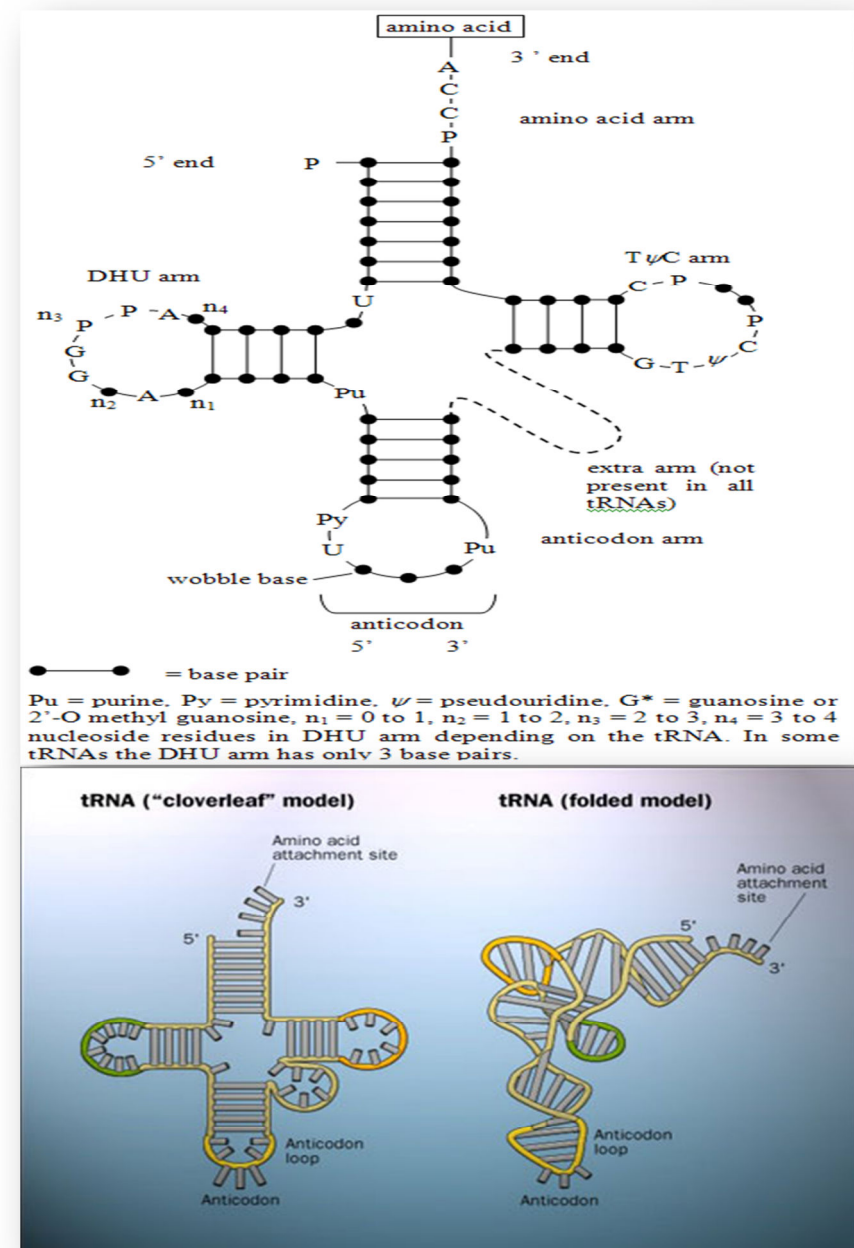 amino acid
3 ' end
A
C
C
P
amino acid arm
5' end
P
TψC arm
DHU arm
C - P
U
n3
P - P -A- n4
P
G
G
C
G -T- ψ
n2 -A- n1
Pu
extra arm (not
present in all
tRNAs)
Py
U
Pu
anticodon arm
wobble base
anticodon
5' 3'
= base pair
Pu = purine, Py = pyrimidine, ψ = pseudouridine, G* = guanosine or
2'-O methyl guanosine, n1 = 0 to 1, n2 = 1 to 2, n3 = 2 to 3, n4 = 3 to 4
nucleoside residues in DHU arm depending on the tRNA. In some
tRNAs the DHU arm has only 3 base pairs.
tRNA (“cloverleaf” model)
tRNA (folded model)
Amino acid
attachment site
3'
5'
Anticodon
loop
Anticodon
Amino acid
attachment
site
5'
3'
Anticodon
loop
Anticodon